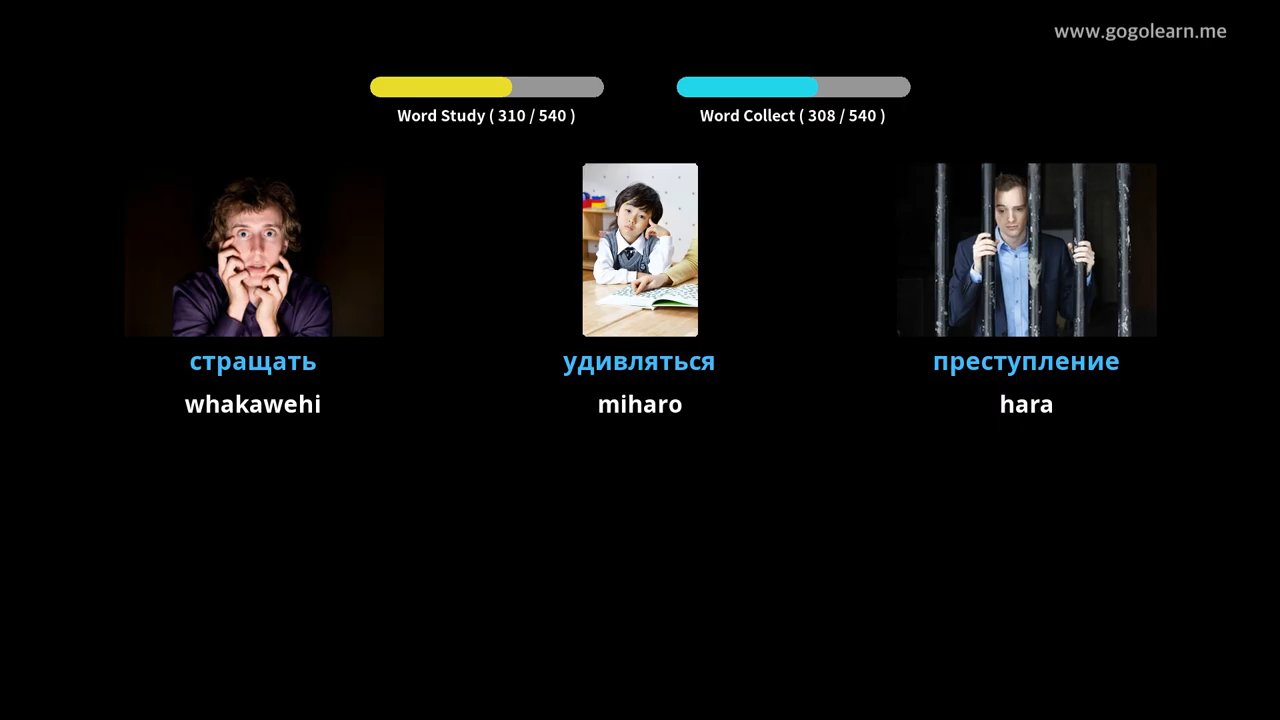 www.gogolearn.me
Word Study ( 310 / 540 )
Word Collect ( 308 / 540 )
стращать
удивляться
преступление
whakawehi
miharo
hara